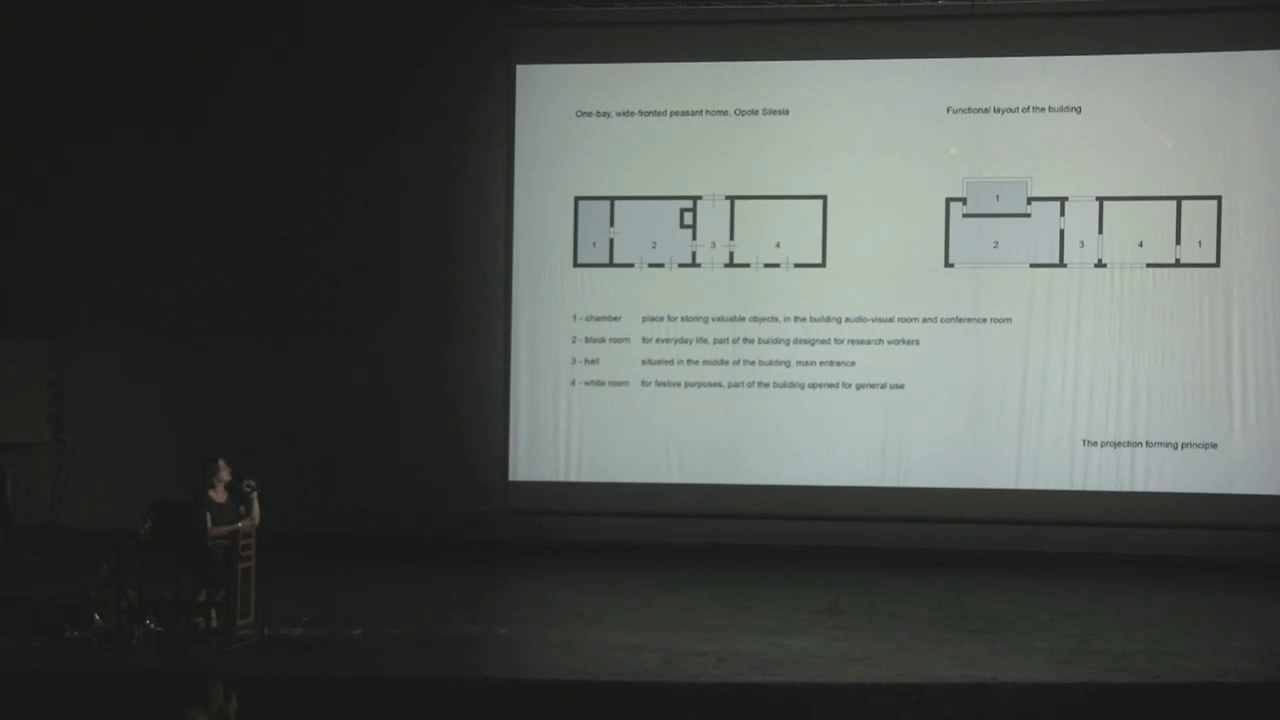 One-bay, wide-fronted peasant home, Opole Silesia
Functional layout of the building
1
2
3
4
1
2
3
4
1
1 - chamber place for storing valuable objects, in the building audio-visual room and conference room
2 - black room for everyday life, part of the building designed for research workers
3 - hall situated in the middle of the building, main entrance
4 - white room for festive purposes, part of the building opened for general use
The projection forming principle